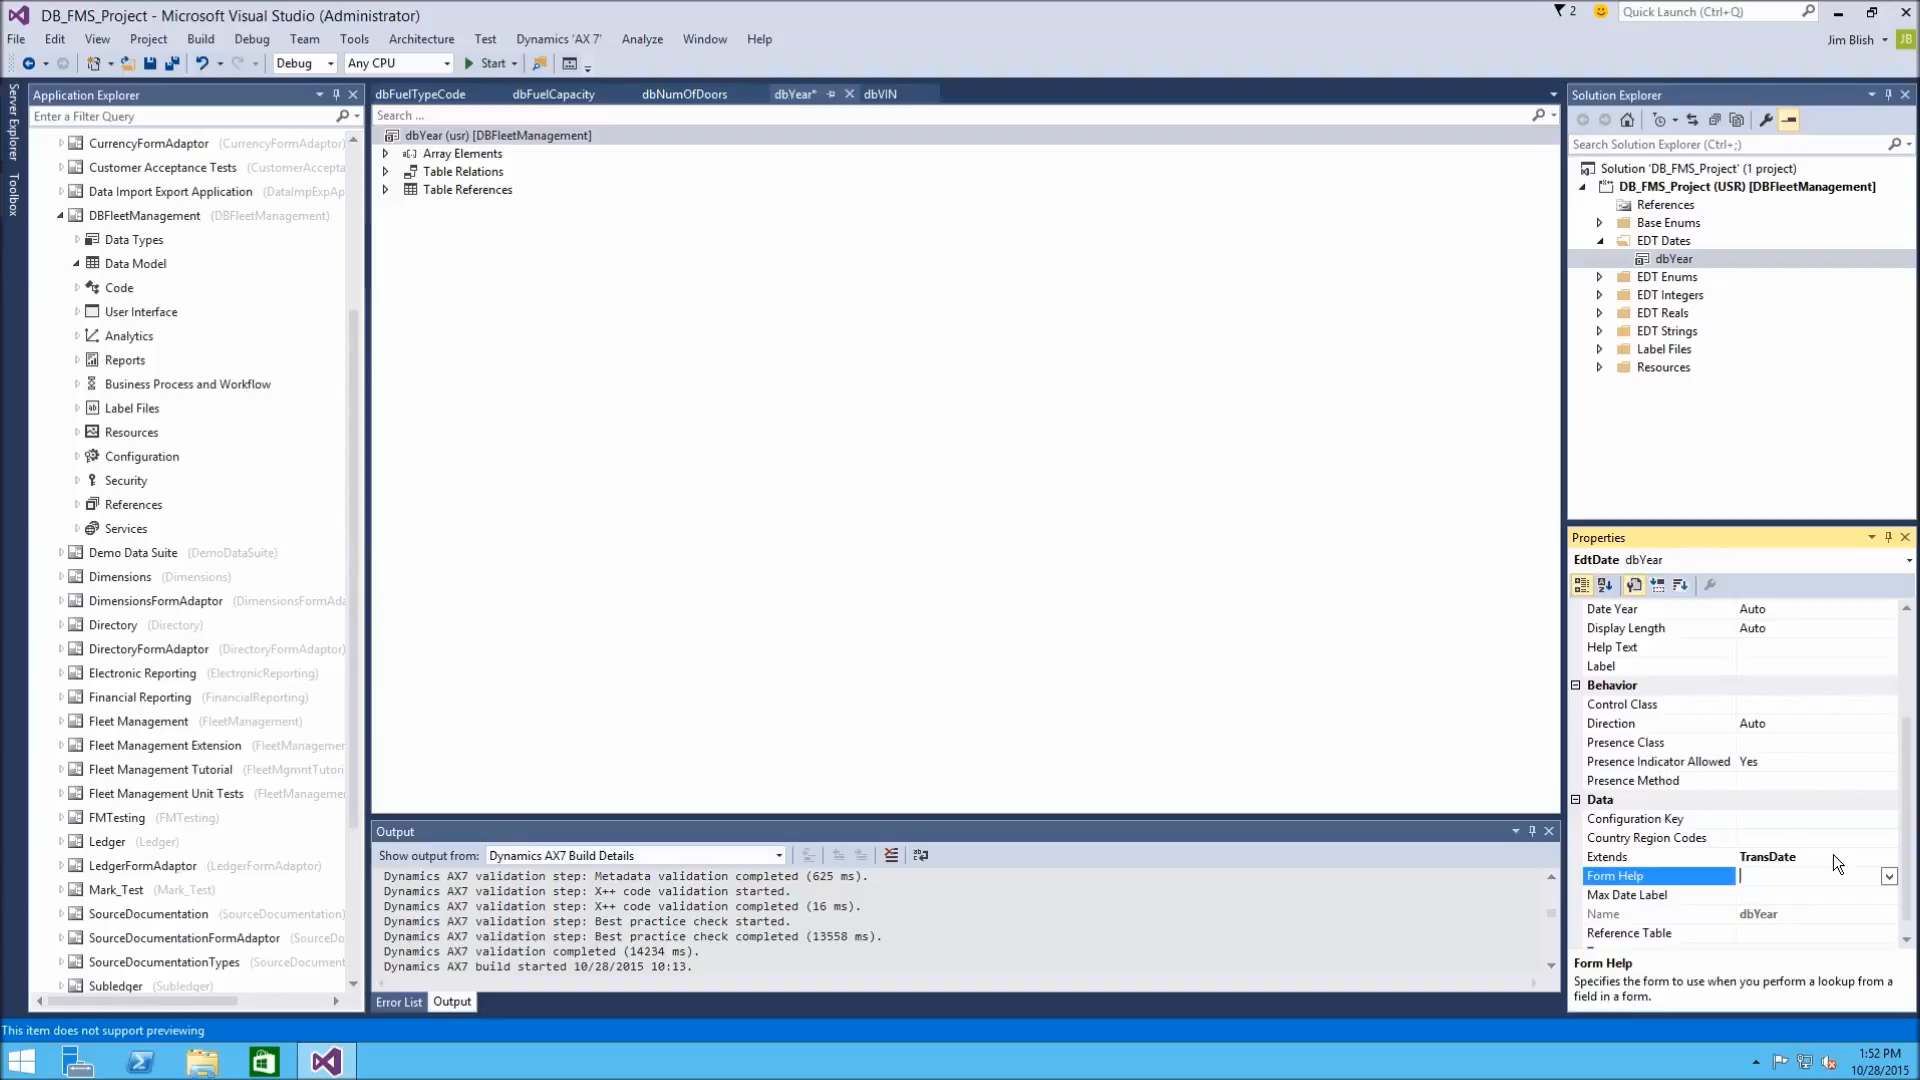 DB_FMS_Project - Microsoft Visual Studio (Administrator)
2
Quick Launch (Ctrl+Q)
File Edit View Project Build Debug Team Tools Architecture Test Dynamics 'AX 7' Analyze Window Help
Jim Blish
JB
Debug
Any CPU
Start
Server Explorer
Toolbox
Application Explorer
Enter a Filter Query
CurrencyFormAdaptor (CurrencyFormAdaptor)
Customer Acceptance Tests (CustomerAccepta
Data Import Export Application (DataImpExpAp
DBFleetManagement (DBFleetManagement)
Data Types
Data Model
Code
User Interface
Analytics
Reports
Business Process and Workflow
Label Files
Resources
Configuration
Security
References
Services
Demo Data Suite (DemoDataSuite)
Dimensions (Dimensions)
DimensionsFormAdaptor (DimensionsFormAda
Directory (Directory)
DirectoryFormAdaptor (DirectoryFormAdaptor)
Electronic Reporting (ElectronicReporting)
Financial Reporting (FinancialReporting)
Fleet Management (FleetManagement)
Fleet Management Extension (FleetManagemer
Fleet Management Tutorial (FleetMgmntTutori
Fleet Management Unit Tests (FleetManageme
FMTesting (FMTesting)
Ledger (Ledger)
LedgerFormAdaptor (LedgerFormAdaptor)
Mark_Test (Mark_Test)
SourceDocumentation (SourceDocumentation)
SourceDocumentationFormAdaptor (SourceDo
SourceDocumentationTypes (SourceDocument
Subledger (Subledger)
dbFuelTypeCode dbFuelCapacity dbNumOfDoors dbYear* dbVIN
Search ...
dbYear (usr) [DBFleetManagement]
Array Elements
Table Relations
Table References
Output
Show output from: Dynamics AX7 Build Details
Dynamics AX7 validation step: Metadata validation completed (625 ms).
Dynamics AX7 validation step: X++ code validation started.
Dynamics AX7 validation step: X++ code validation completed (16 ms).
Dynamics AX7 validation step: Best practice check started.
Dynamics AX7 validation step: Best practice check completed (13558 ms).
Dynamics AX7 validation completed (14234 ms).
Dynamics AX7 build started 10/28/2015 10:13.
Error List Output
Solution Explorer
Search Solution Explorer (Ctrl+;)
Solution 'DB_FMS_Project' (1 project)
DB_FMS_Project (USR) [DBFleetManagement]
References
Base Enums
EDT Dates
dbYear
EDT Enums
EDT Integers
EDT Reals
EDT Strings
Label Files
Resources
Properties
EdtDate dbYear
Date Year Auto
Display Length Auto
Help Text
Label
Behavior
Control Class
Direction Auto
Presence Class
Presence Indicator Allowed Yes
Presence Method
Data
Configuration Key
Country Region Codes
Extends TransDate
Form Help
Max Date Label
Name dbYear
Reference Table
Form Help
Specifies the form to use when you perform a lookup from a
field in a form.
This item does not support previewing
1:52 PM
10/28/2015